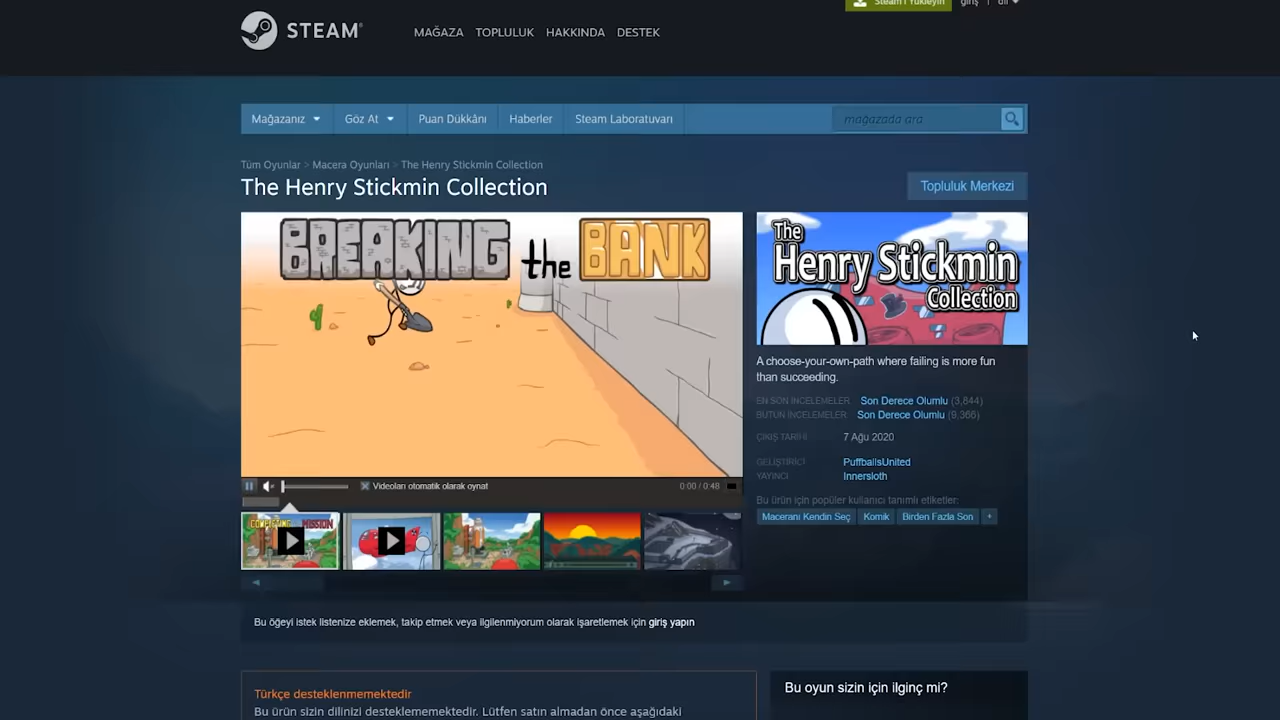 Steam'i Yükleyin
giriş | dil
STEAM®
MAĞAZA TOPLULUK HAKKINDA DESTEK
Mağazanız Göz At Puan Dükkânı Haberler Steam Laboratuvarı mağazada ara
Tüm Oyunlar > Macera Oyunları > The Henry Stickmin Collection
The Henry Stickmin Collection
Topluluk Merkezi
BREAKING the BANK
The
Henry Stickmin
Collection
A choose-your-own-path where failing is more fun
than succeeding.
EN SON İNCELEMELER: Son Derece Olumlu (3,844)
BÜTÜN İNCELEMELER: Son Derece Olumlu (9,366)
ÇIKIŞ TARİHİ: 7 Ağu 2020
GELİŞTİRİCİ: PuffballsUnited
YAYINCI: Innersloth
Bu ürün için popüler kullanıcı tanımlı etiketler:
Maceranı Kendin Seç Komik Birden Fazla Son +
Videoları otomatik olarak oynat 0:00 / 0:48
COMPLETING the MISSION
Bu öğeyi istek listenize eklemek, takip etmek veya ilgilenmiyorum olarak işaretlemek için giriş yapın
Türkçe desteklenmemektedir
Bu ürün sizin dilinizi desteklememektedir. Lütfen satın almadan önce aşağıdaki
Bu oyun sizin için ilginç mi?